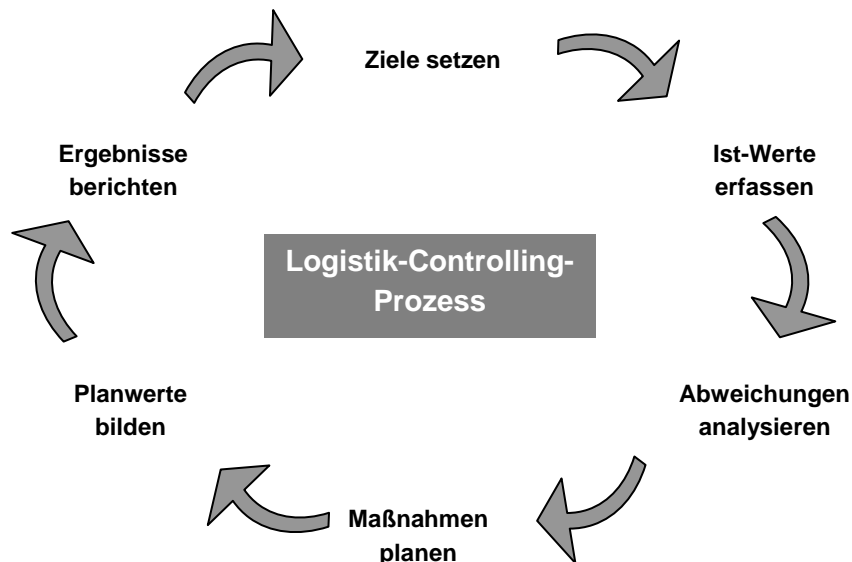 Ziele setzen
Ist-Werte
erfassen
Abweichungen
analysieren
Maßnahmen
planen
Planwerte
bilden
Ergebnisse
berichten
Logistik-Controlling-
Prozess